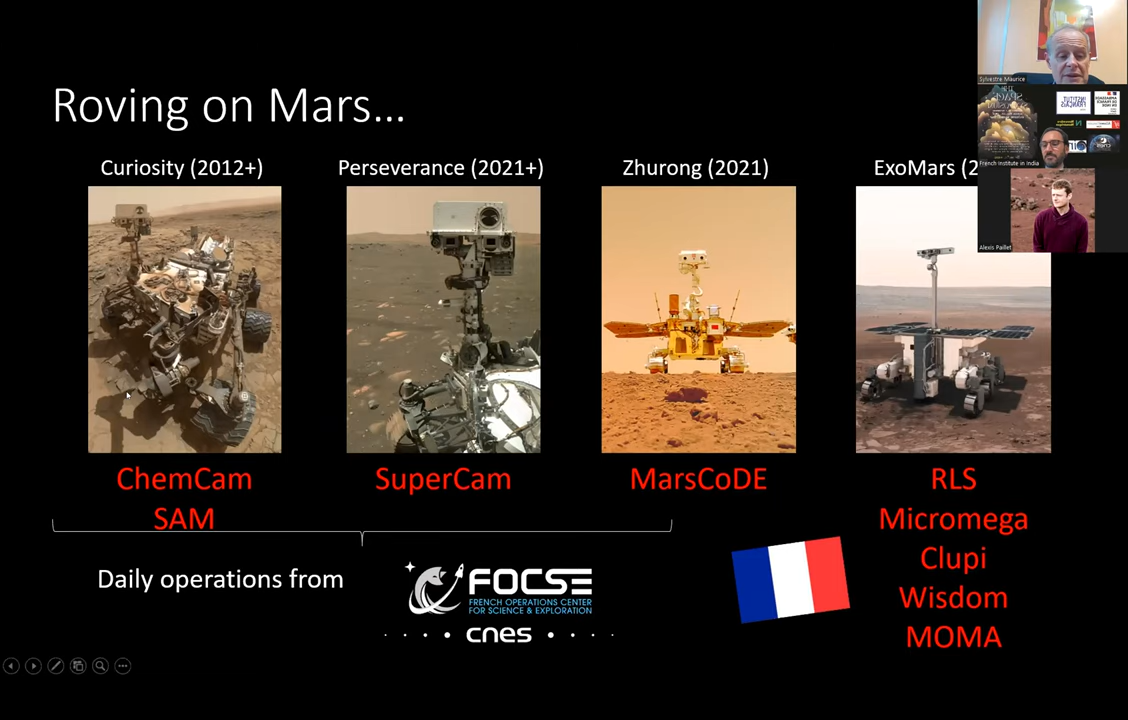 Roving on Mars...
Curiosity (2012+)
Perseverance (2021+)
Zhurong (2021)
ExoMars (2
ChemCam
SAM
SuperCam
MarsCoDE
RLS
Micromega
Clupi
Wisdom
MOMA
Daily operations from
FOCSE
FRENCH OPERATIONS CENTER
FOR SCIENCE & EXPLORATION
cnes
Sylvestre Maurice
INSTITUT
FRANÇAIS
French Institute in India
Alexis Paillet